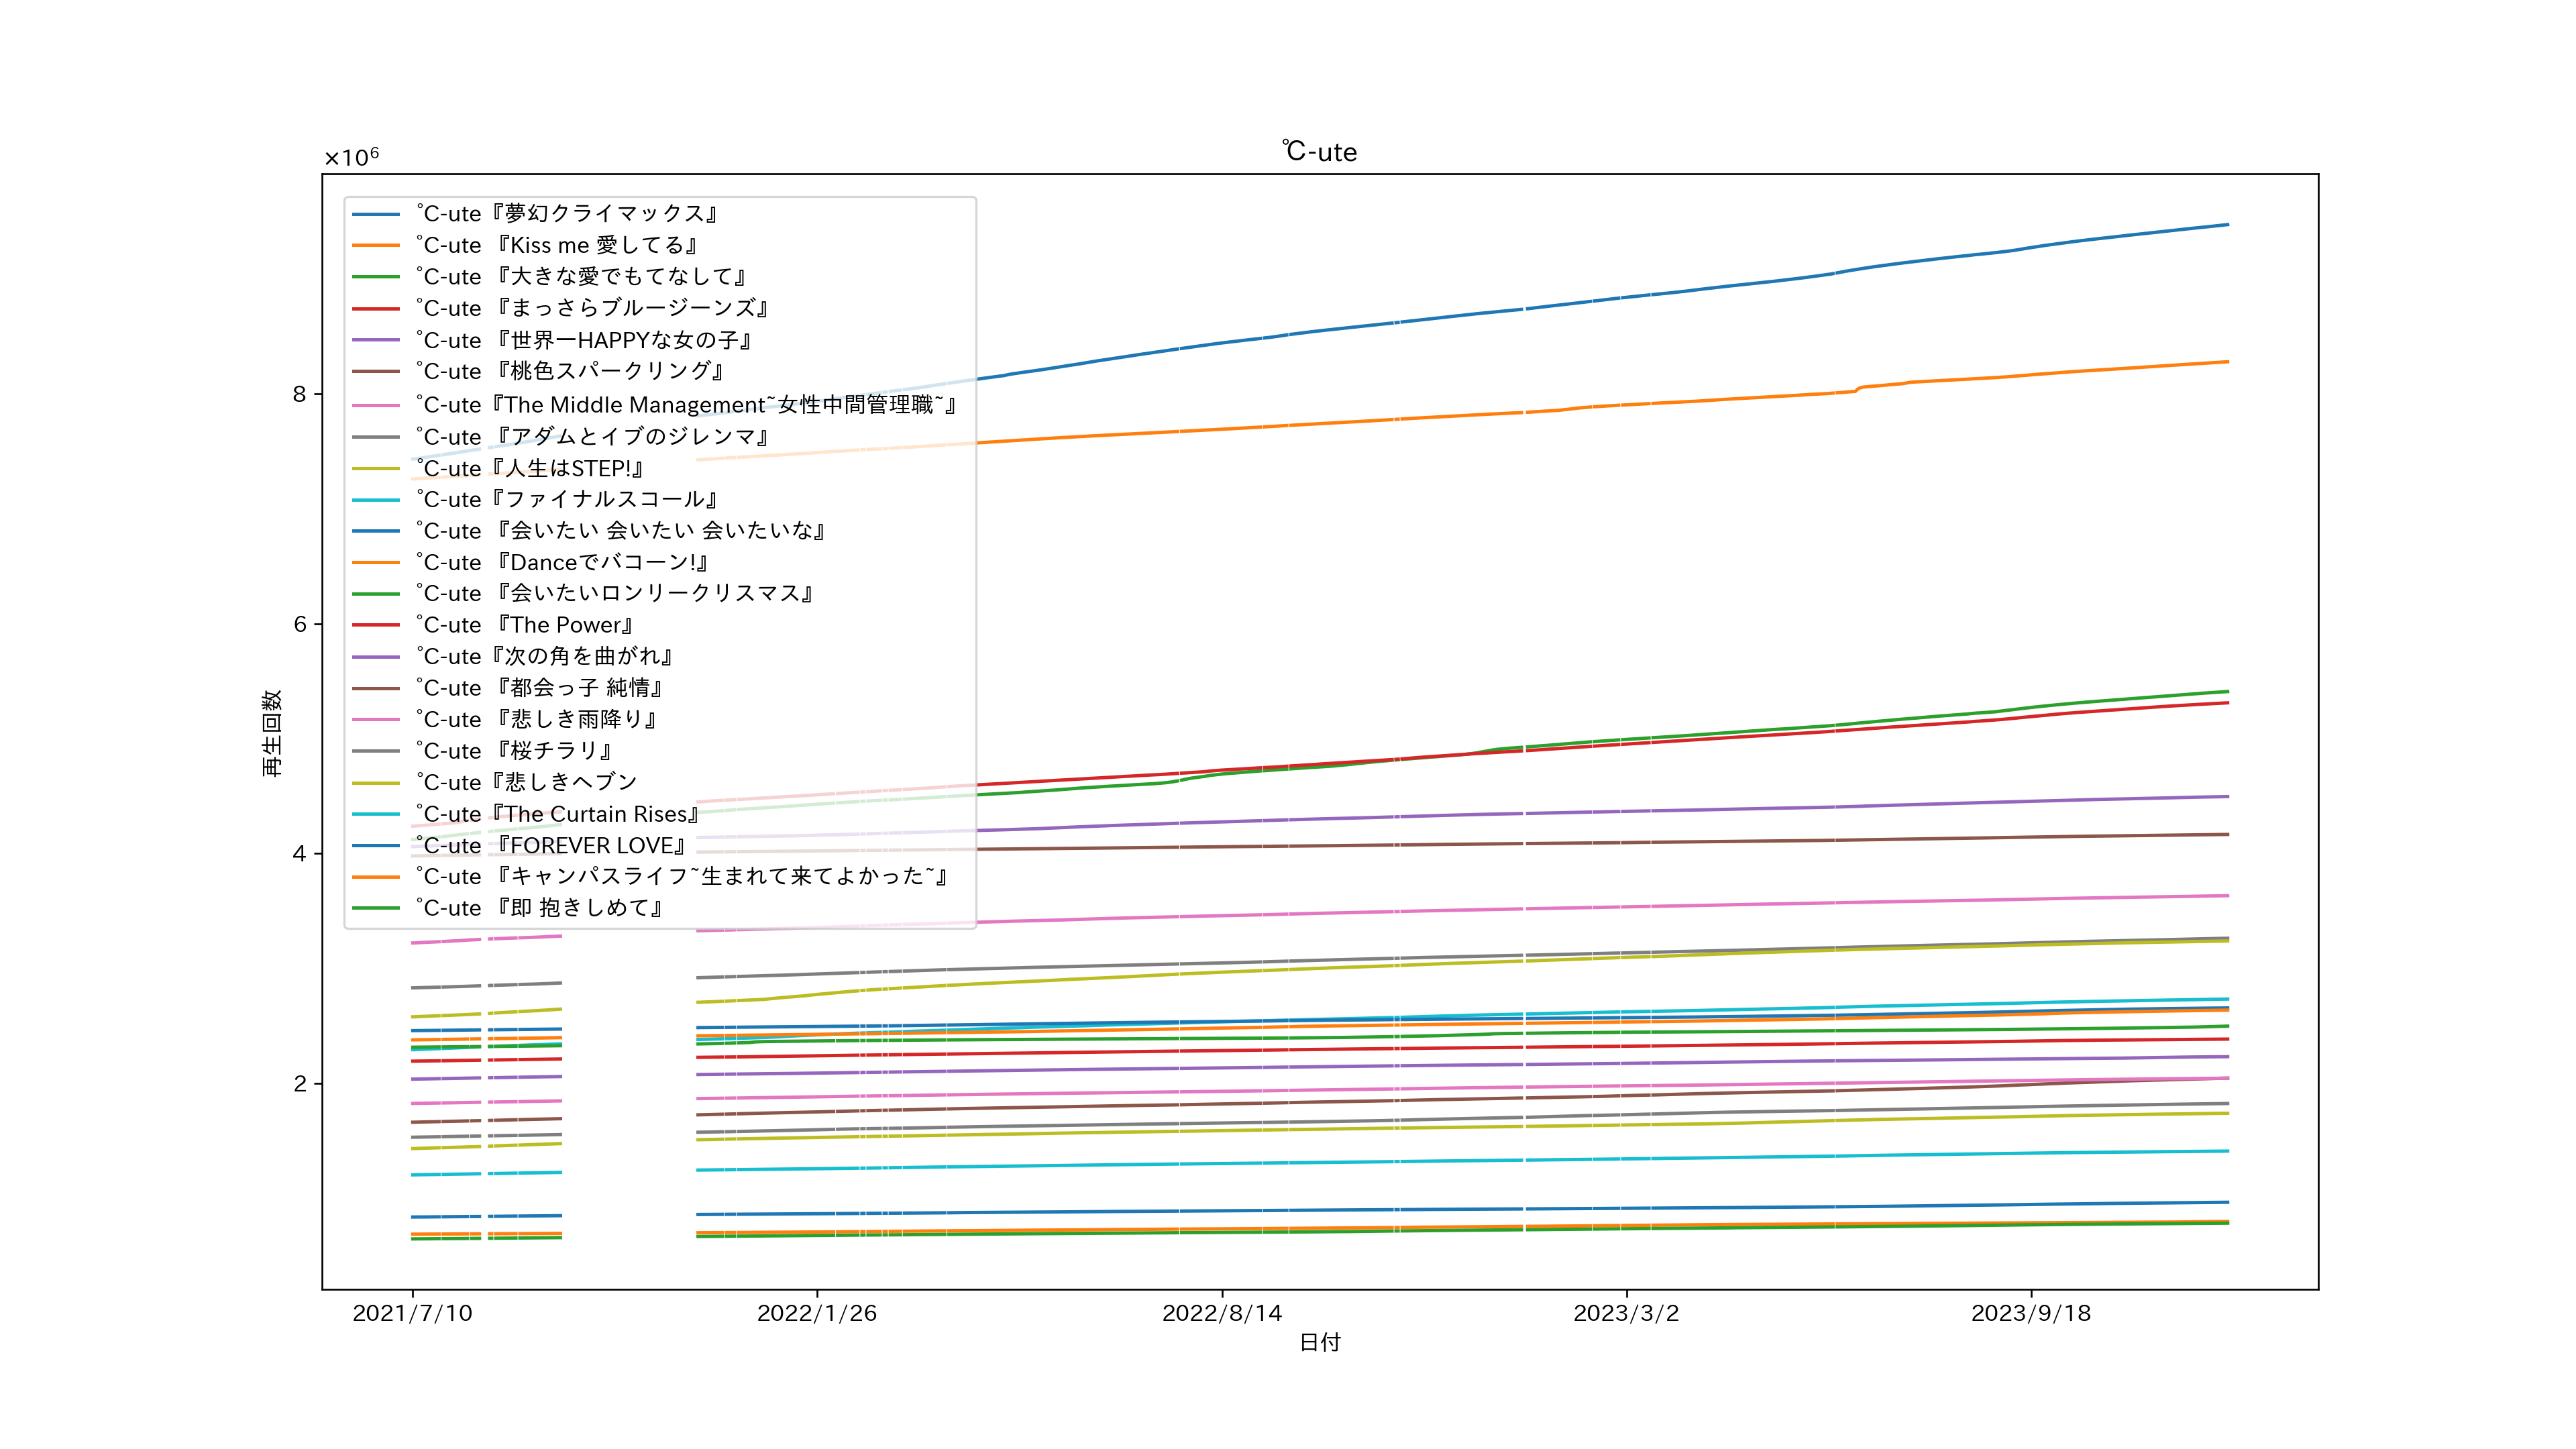 ℃-ute
×10⁶
°C-ute『夢幻クライマックス』
°C-ute 『Kiss me 愛してる』
°C-ute 『大きな愛でもてなして』
°C-ute 『まっさらブルージーンズ』
°C-ute 『世界一HAPPYな女の子』
°C-ute 『桃色スパークリング』
°C-ute『The Middle Management~女性中間管理職~』
°C-ute『アダムとイブのジレンマ』
°C-ute『人生はSTEP!』
°C-ute『ファイナルスコール』
°C-ute 『会いたい 会いたい 会いたいな』
°C-ute 『Danceでバコーン!』
°C-ute 『会いたいロンリークリスマス』
°C-ute 『The Power』
°C-ute『次の角を曲がれ』
°C-ute 『都会っ子 純情』
°C-ute 『悲しき雨降り』
°C-ute 『桜チラリ』
°C-ute『悲しきヘブン
°C-ute『The Curtain Rises』
°C-ute 『FOREVER LOVE』
°C-ute 『キャンパスライフ~生まれて来てよかった~』
°C-ute 『即 抱きしめて』
8
6
4
2
再生回数
2021/7/10
2022/1/26
2022/8/14
2023/3/2
2023/9/18
日付